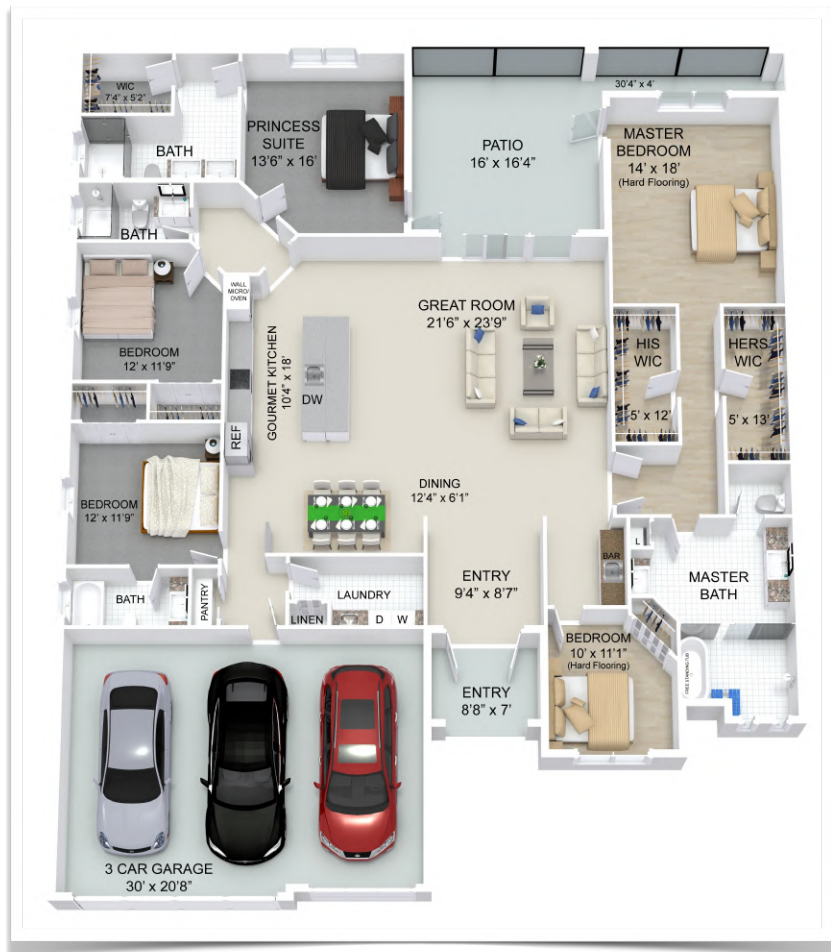 WIC
7'4" x 5'2"
30'4" x 4'
PRINCESS
SUITE
13'6" x 16'
BATH
PATIO
16' x 16'4"
MASTER
BEDROOM
14' x 18'
(Hard Flooring)
BATH
WALL
MICRO/
OVEN
GREAT ROOM
21'6" x 23'9"
BEDROOM
12' x 11'9"
GOURMET KITCHEN
10'4" x 18'
DW
REF
HIS
WIC
5' x 12'
HERS
WIC
5' x 13'
DINING
12'4" x 6'1"
BEDROOM
12' x 11'9"
BATH
PANTRY
LAUNDRY
LINEN
D W
ENTRY
9'4" x 8'7"
BAR
L
MASTER
BATH
BEDROOM
10' x 11'1"
(Hard Flooring)
FREE STANDING TUB
ENTRY
8'8" x 7'
3 CAR GARAGE
30' x 20'8"